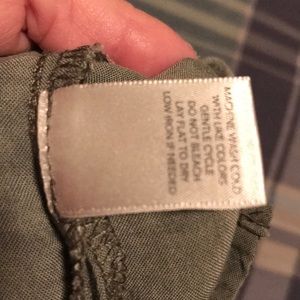 MACHINE WASH COLD
WITH LIKE COLORS
GENTLE CYCLE
DO NOT BLEACH
LAY FLAT TO DRY
LOW IRON IF NEEDED